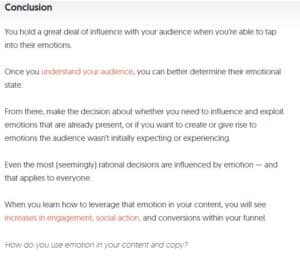 Conclusion
You hold a great deal of influence with your audience when you're able to tap
into their emotions.
Once you understand your audience, you can better determine their emotional
state.
From there, make the decision about whether you need to influence and exploit
emotions that are already present, or if you want to create or give rise to
emotions the audience wasn't initially expecting or experiencing.
Even the most (seemingly) rational decisions are influenced by emotion — and
that applies to everyone.
When you learn how to leverage that emotion in your content, you will see
increases in engagement, social action, and conversions within your funnel.
How do you use emotion in your content and copy?